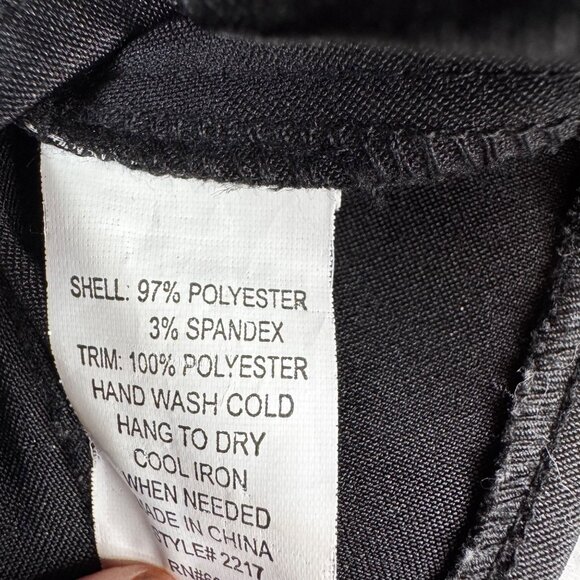 SHELL: 97% POLYESTER
3% SPANDEX
TRIM: 100% POLYESTER
HAND WASH COLD
HANG TO DRY
COOL IRON
WHEN NEEDED
MADE IN CHINA
STYLE# 2217